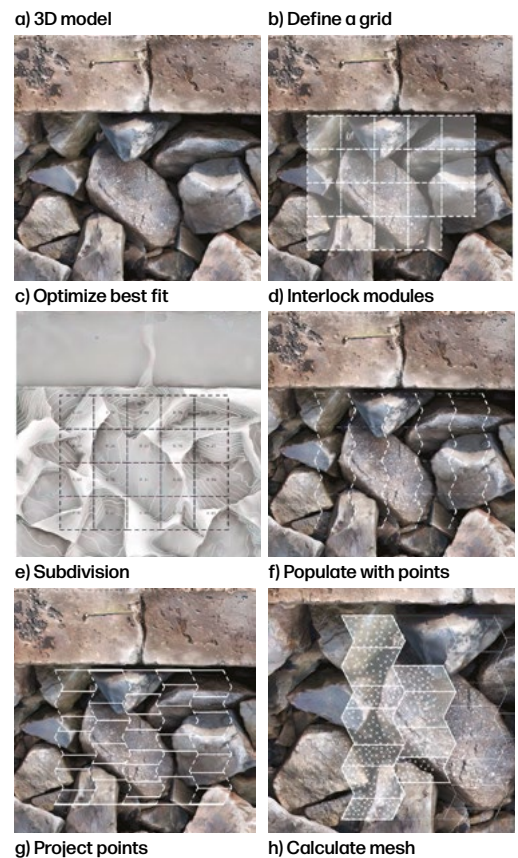 a) 3D model
b) Define a grid
c) Optimize best fit
d) Interlock modules
e) Subdivision
f) Populate with points
g) Project points
h) Calculate mesh